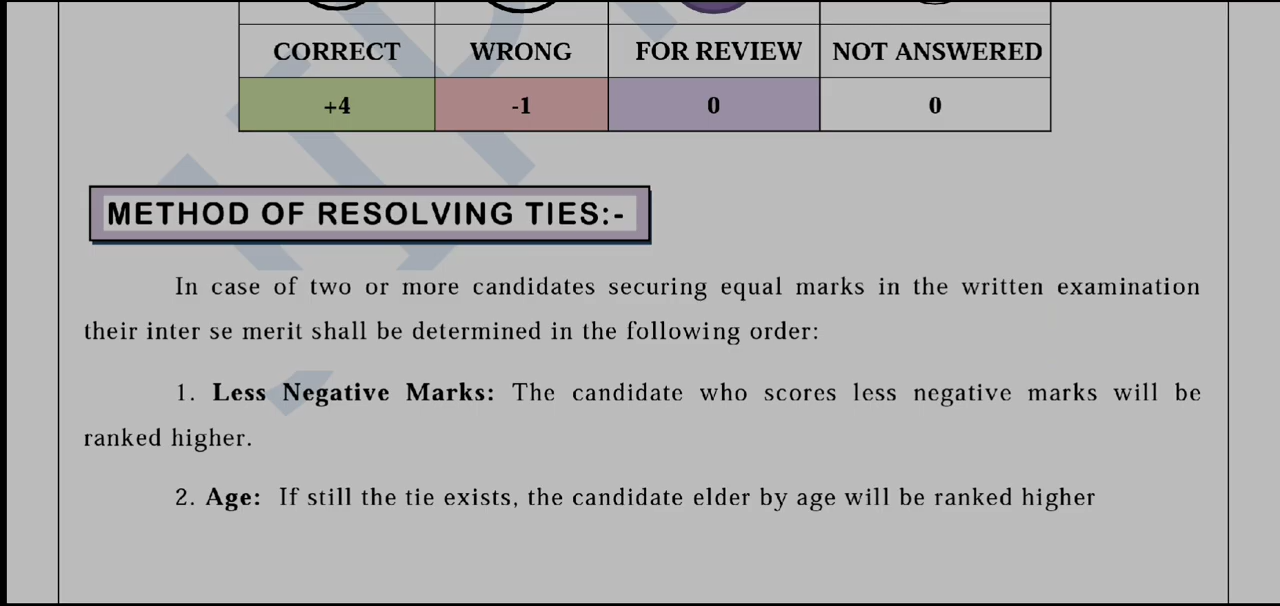 CORRECT WRONG FOR REVIEW NOT ANSWERED
+4 -1 0 0
METHOD OF RESOLVING TIES:-
In case of two or more candidates securing equal marks in the written examination
their inter se merit shall be determined in the following order:
1. Less Negative Marks: The candidate who scores less negative marks will be
ranked higher.
2. Age: If still the tie exists, the candidate elder by age will be ranked higher